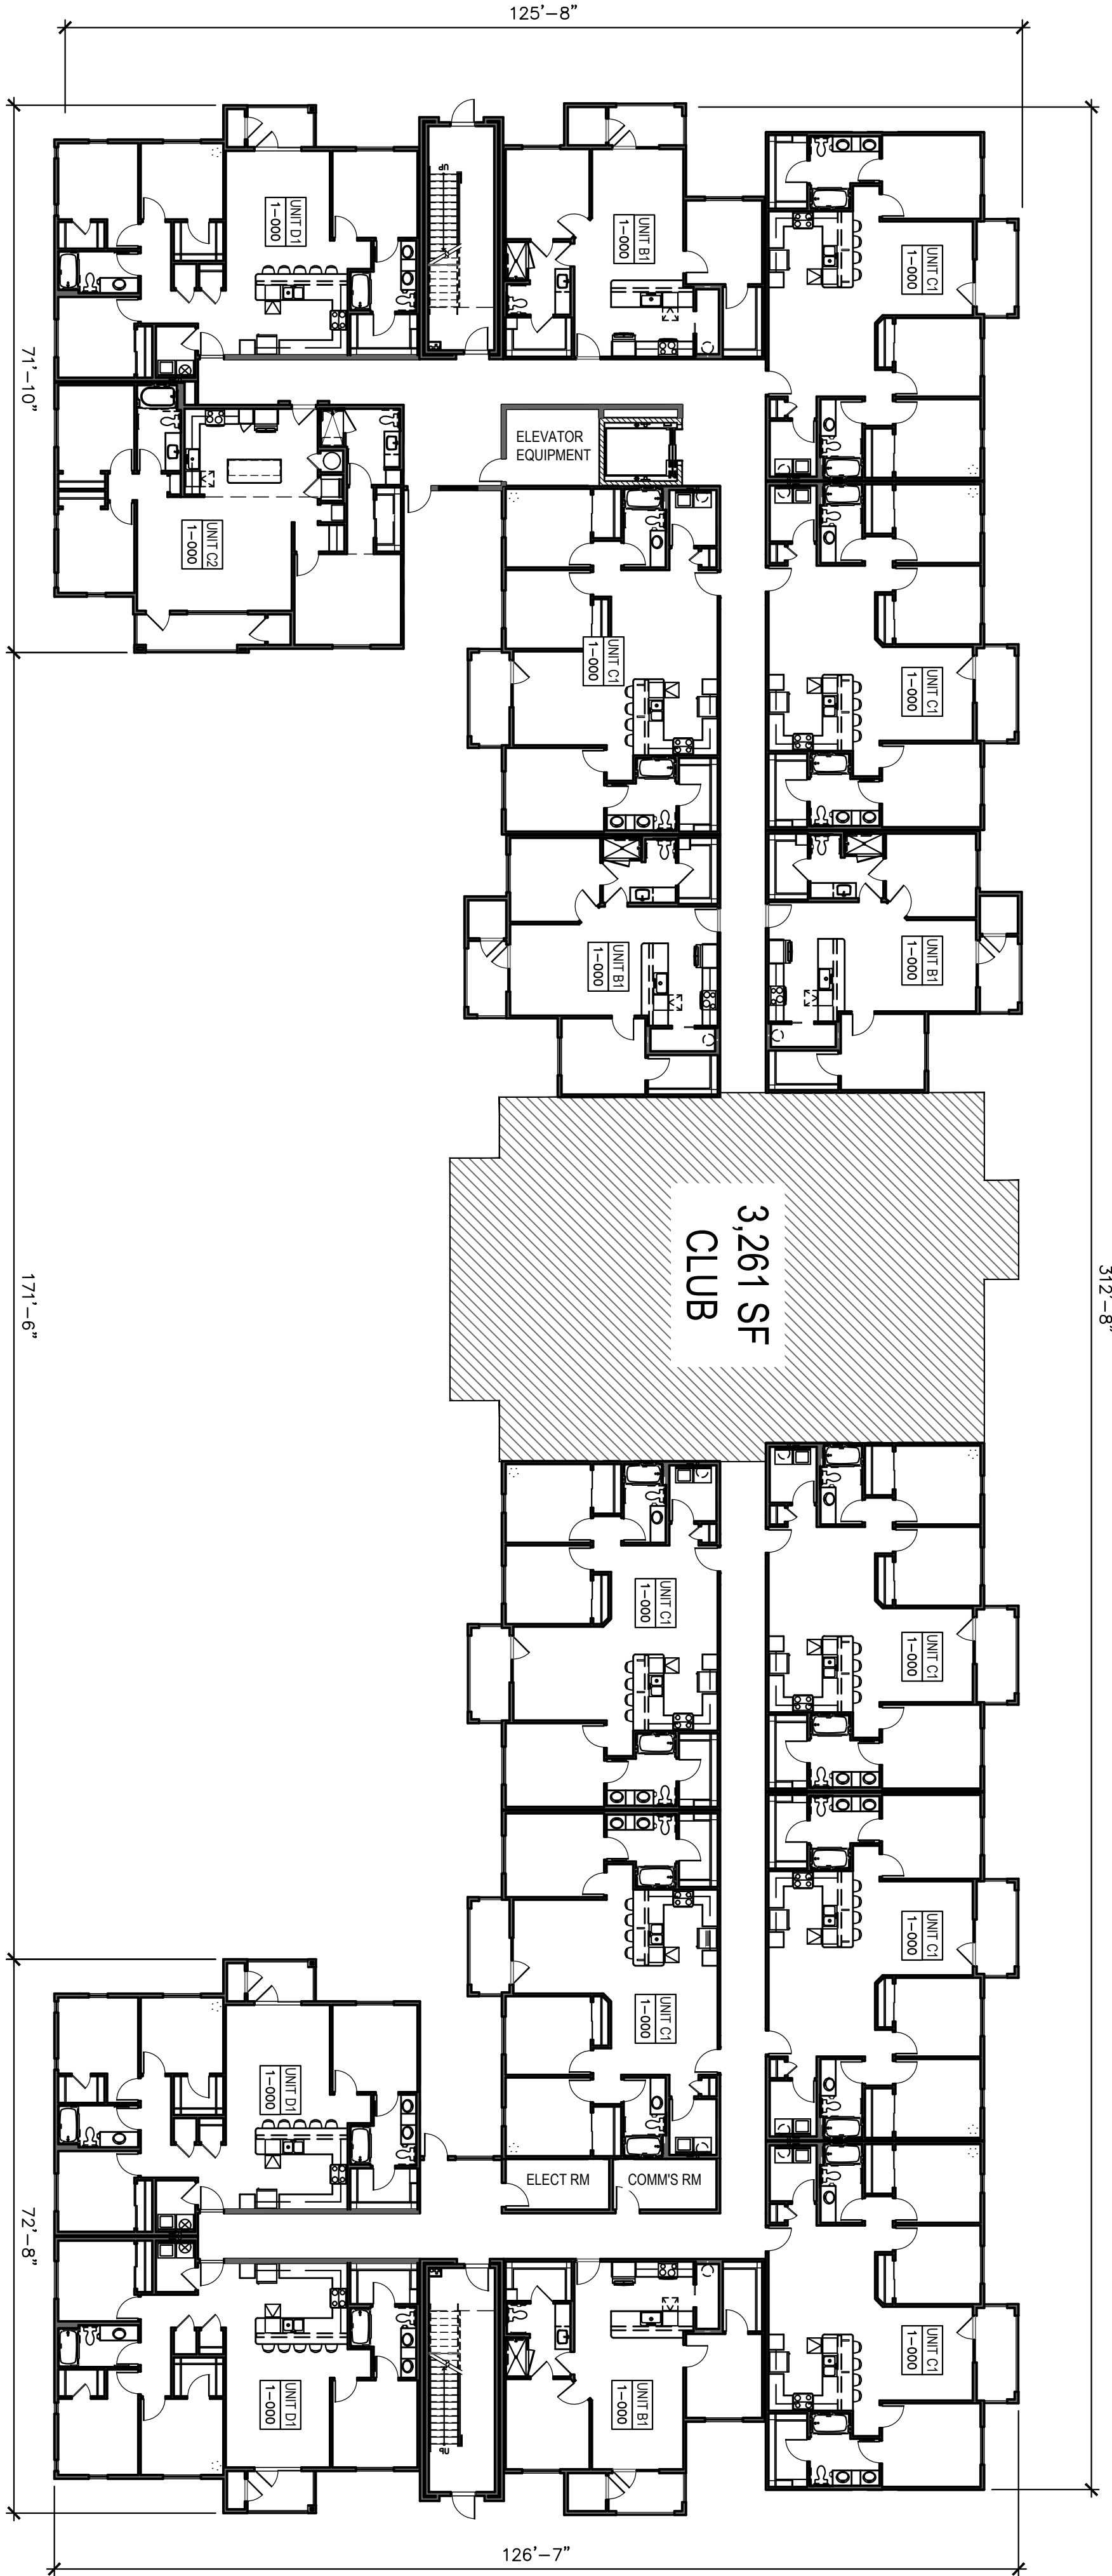 125'-8"
312'-8"
71'-10"
171'-6"
72'-8"
126'-7"
UNIT D1
1-000
UP
UNIT B1
1-000
UNIT C1
1-000
ELEVATOR
EQUIPMENT
UNIT C2
1-000
UNIT C1
1-000
UNIT C1
1-000
UNIT B1
1-000
UNIT B1
1-000
3,261 SF
CLUB
UNIT C1
1-000
UNIT C1
1-000
UNIT C1
1-000
UNIT C1
1-000
UNIT D1
1-000
ELECT RM
COMM'S RM
UNIT D1
1-000
UP
UNIT B1
1-000
UNIT C1
1-000